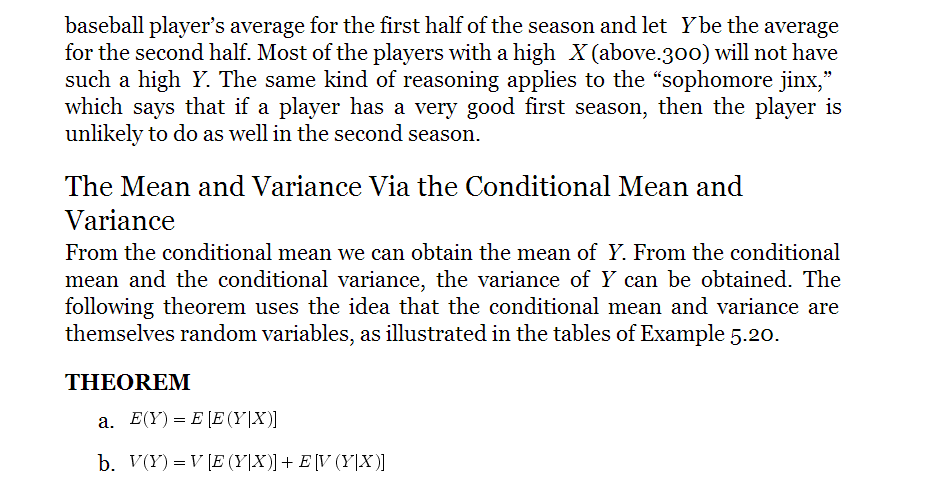 baseball player’s average for the first half of the season and let Y be the average
for the second half. Most of the players with a high X (above.300) will not have
such a high Y. The same kind of reasoning applies to the “sophomore jinx,”
which says that if a player has a very good first season, then the player is
unlikely to do as well in the second season.
The Mean and Variance Via the Conditional Mean and
Variance
From the conditional mean we can obtain the mean of Y. From the conditional
mean and the conditional variance, the variance of Y can be obtained. The
following theorem uses the idea that the conditional mean and variance are
themselves random variables, as illustrated in the tables of Example 5.20.
THEOREM
a. E(Y) = E [E (Y|X)]
b. V(Y) = V [E (Y|X)] + E [V (Y|X)]